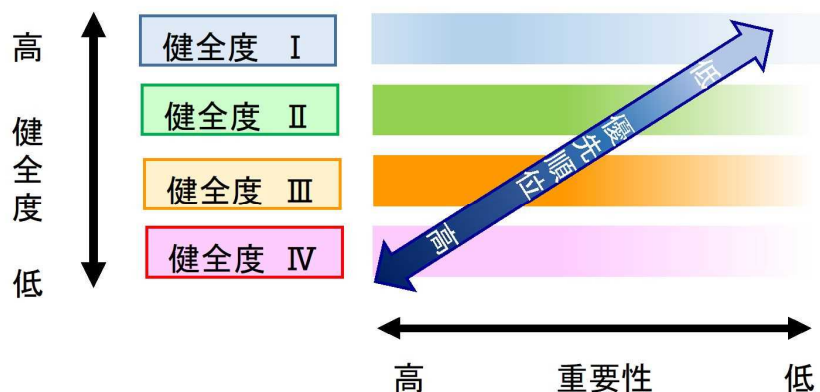 高
健全度
低
健全度 Ⅰ
健全度 Ⅱ
健全度 Ⅲ
健全度 Ⅳ
低
優先順位
高
高 重要性 低